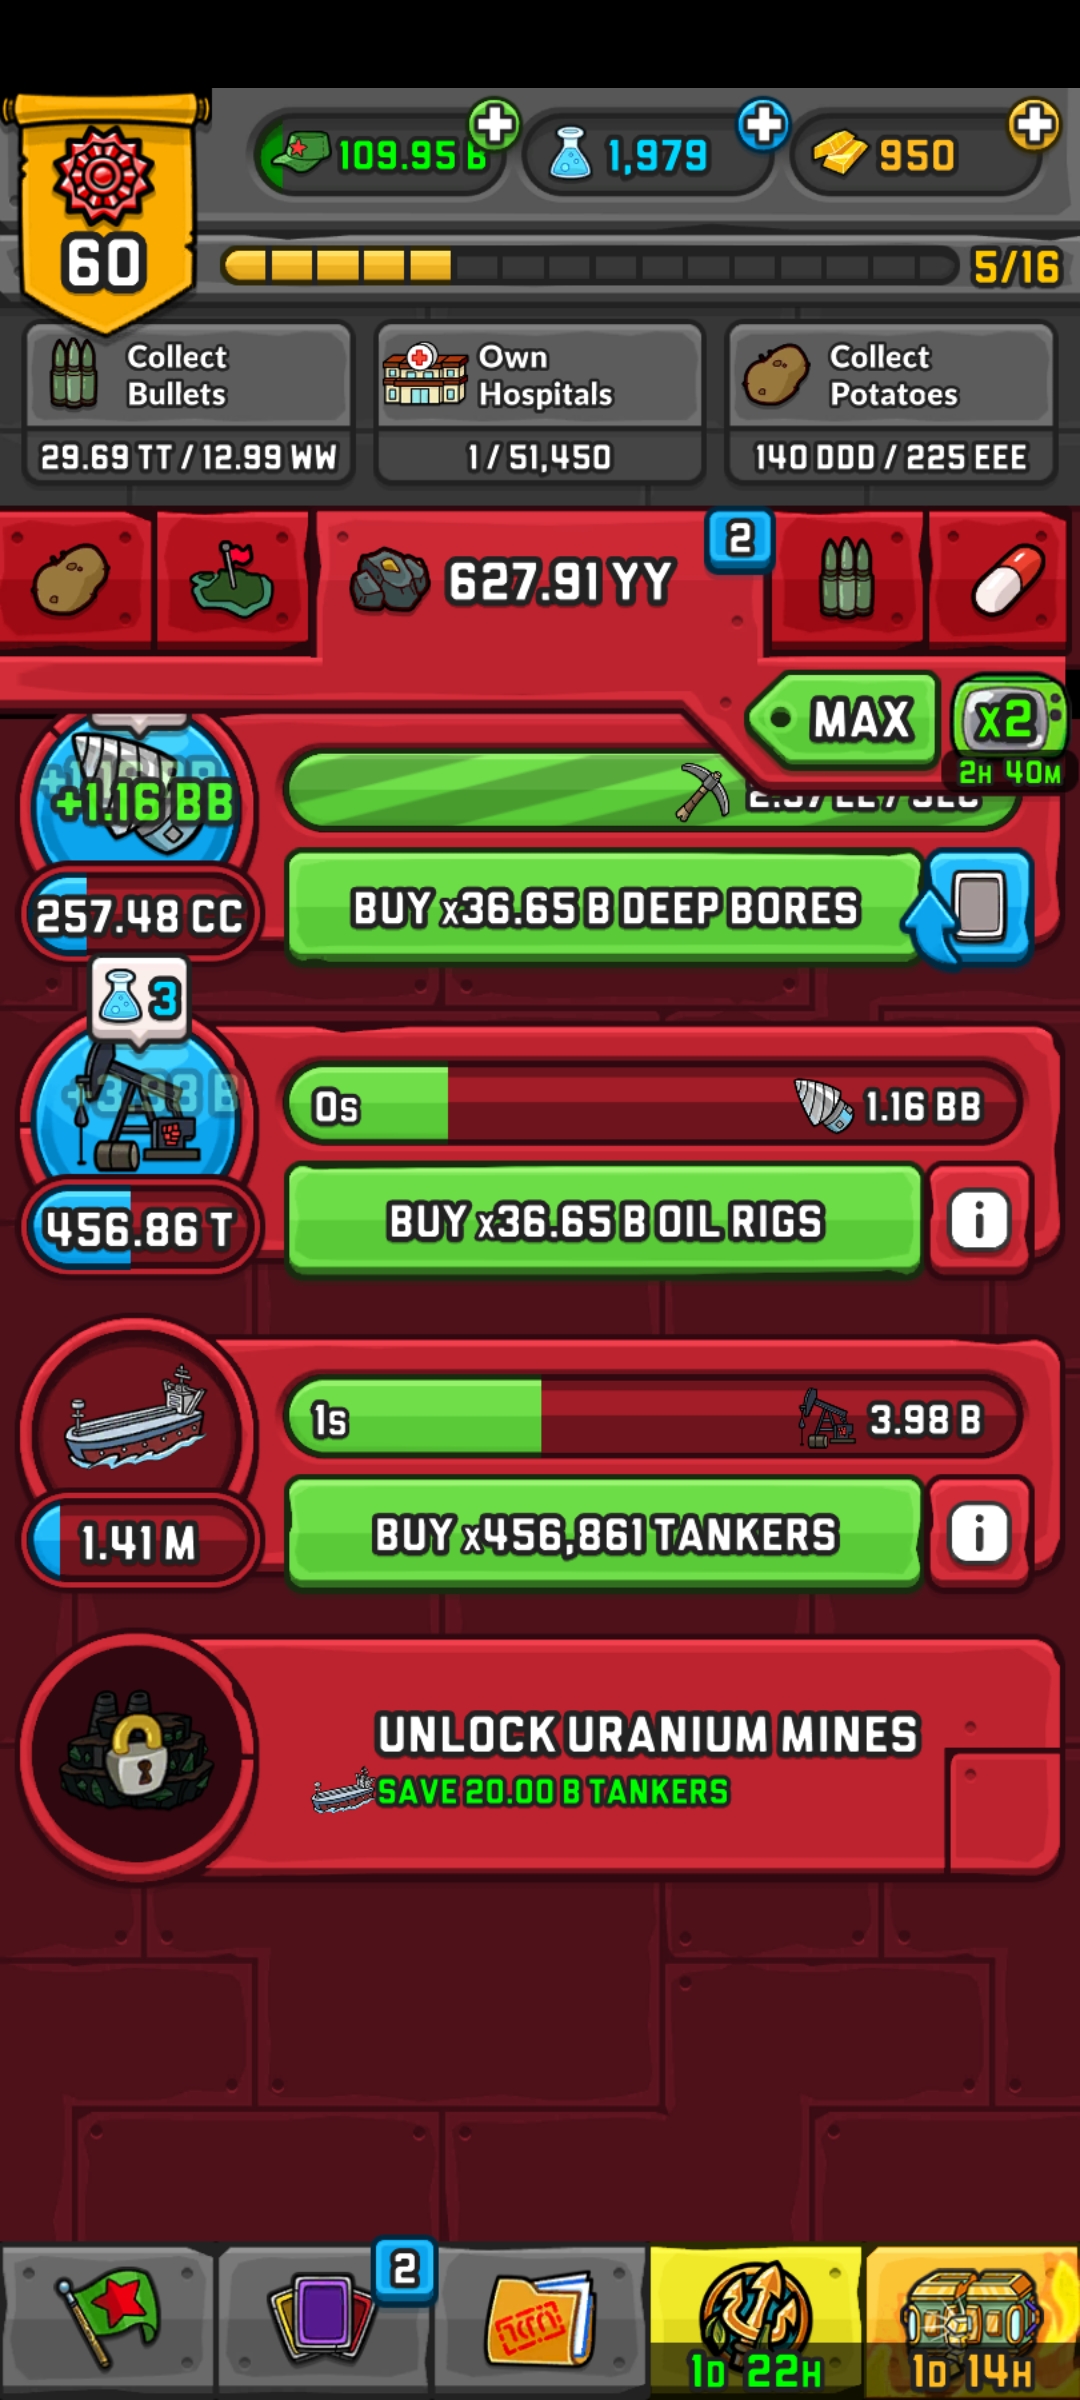 60
109.95 B
1,979
950
5/16
Collect
Bullets
29.69 TT / 12.99 WW
Own
Hospitals
1 / 51,450
Collect
Potatoes
140 DDD / 225 EEE
627.91 YY
2
MAX
x2
2H 40M
+1.16 BB
257.48 CC
BUY x36.65 B DEEP BORES
3
0s
1.16 BB
456.86 T
BUY x36.65 B OIL RIGS
i
1s
3.98 B
1.41 M
BUY x456,861 TANKERS
i
UNLOCK URANIUM MINES
SAVE 20.00 B TANKERS
2
1D 22H
1D 14H